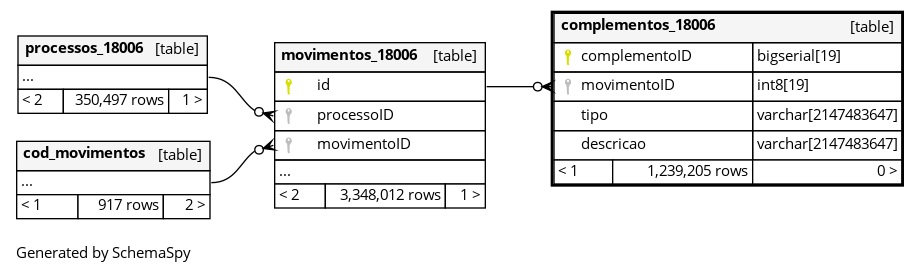 processos_18006 [table]
...
< 2 350,497 rows 1 >
cod_movimentos [table]
...
< 1 917 rows 2 >
movimentos_18006 [table]
id
processoID
movimentoID
...
< 2 3,348,012 rows 1 >
complementos_18006 [table]
complementoID bigserial[19]
movimentoID int8[19]
tipo varchar[2147483647]
descricao varchar[2147483647]
< 1 1,239,205 rows 0 >
Generated by SchemaSpy